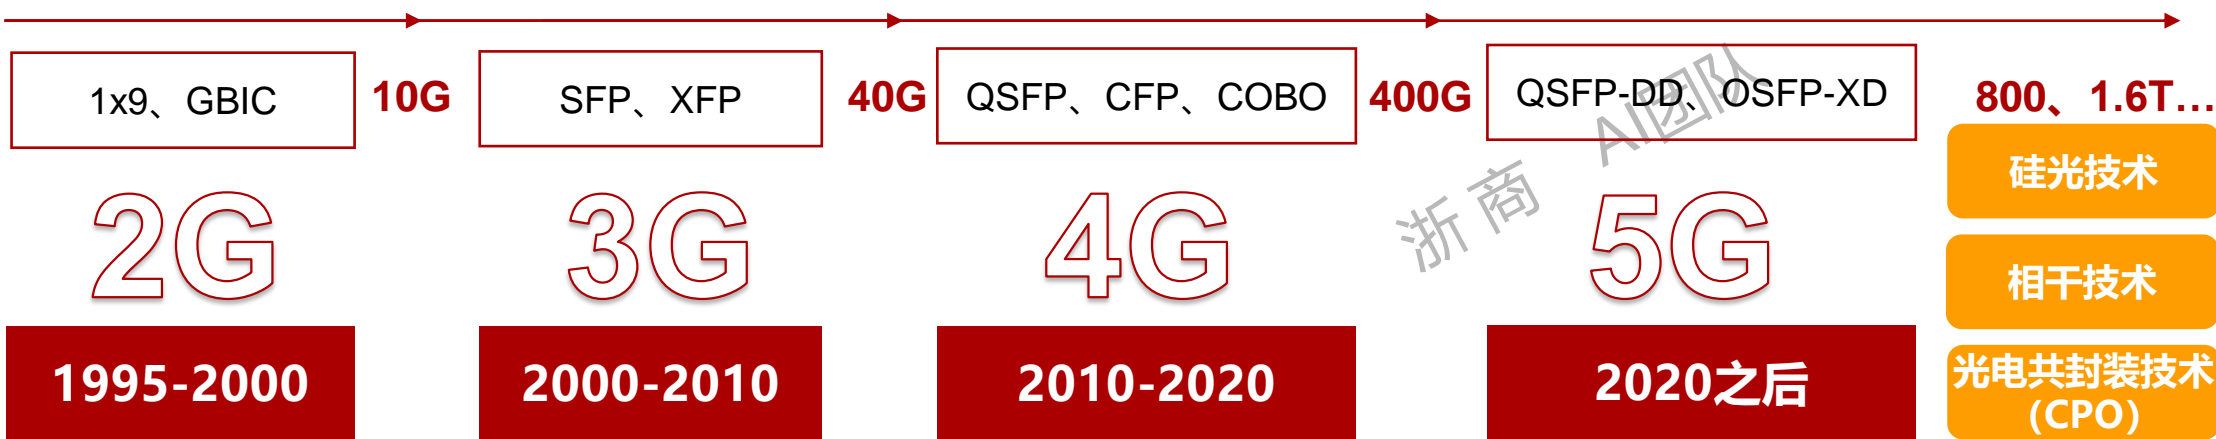 1x9、GBIC
10G
SFP、XFP
40G
QSFP、CFP、COBO
400G
QSFP-DD、OSFP-XD
800、1.6T...
2G
3G
4G
5G
硅光技术
相干技术
光电共封装技术
（CPO）
1995-2000
2000-2010
2010-2020
2020之后
浙商 AI团队